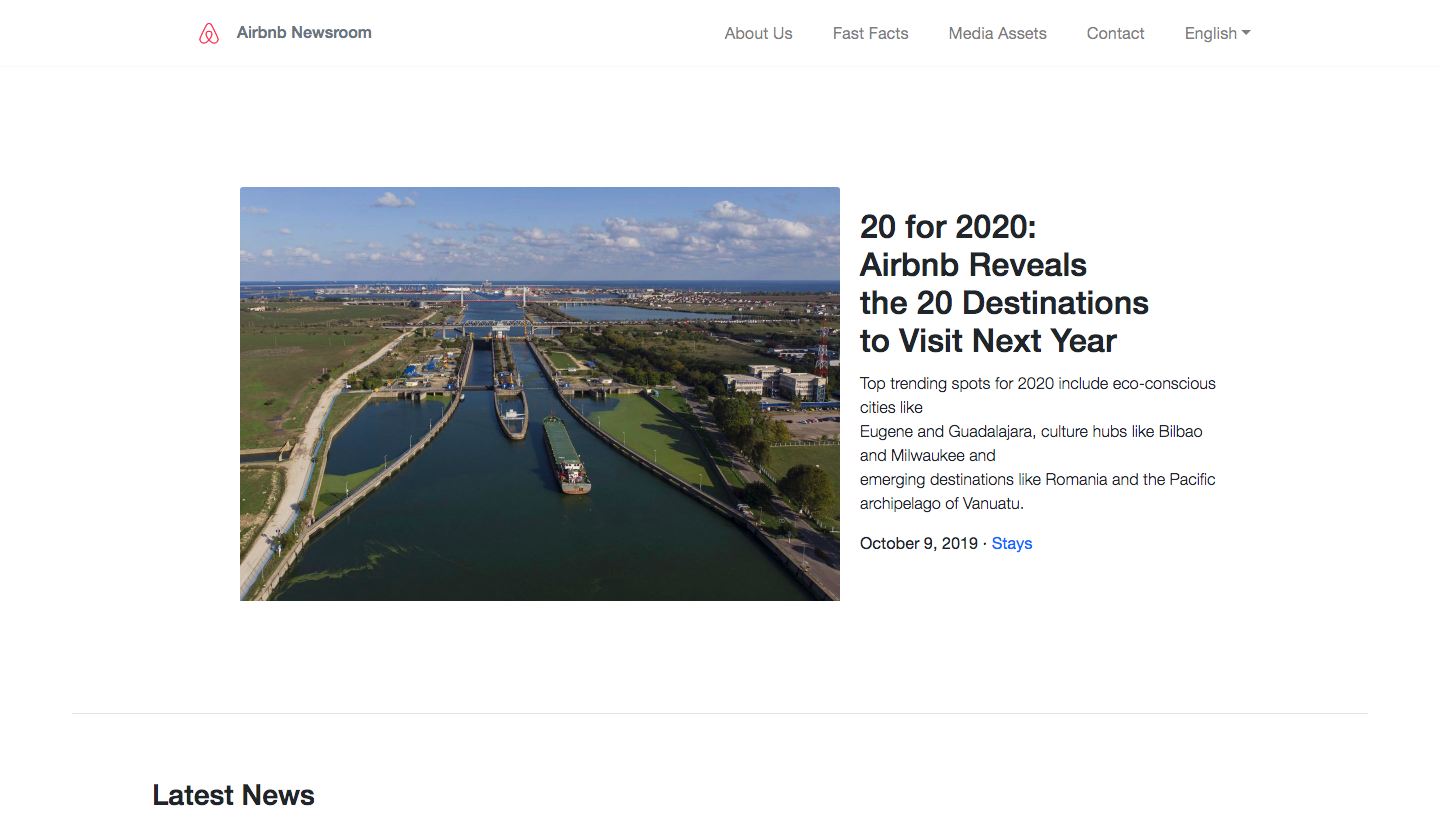 Airbnb Newsroom
About Us
Fast Facts
Media Assets
Contact
English
20 for 2020:
Airbnb Reveals
the 20 Destinations
to Visit Next Year
Top trending spots for 2020 include eco-conscious
cities like
Eugene and Guadalajara, culture hubs like Bilbao
and Milwaukee and
emerging destinations like Romania and the Pacific
archipelago of Vanuatu.
October 9, 2019 · Stays
Latest News